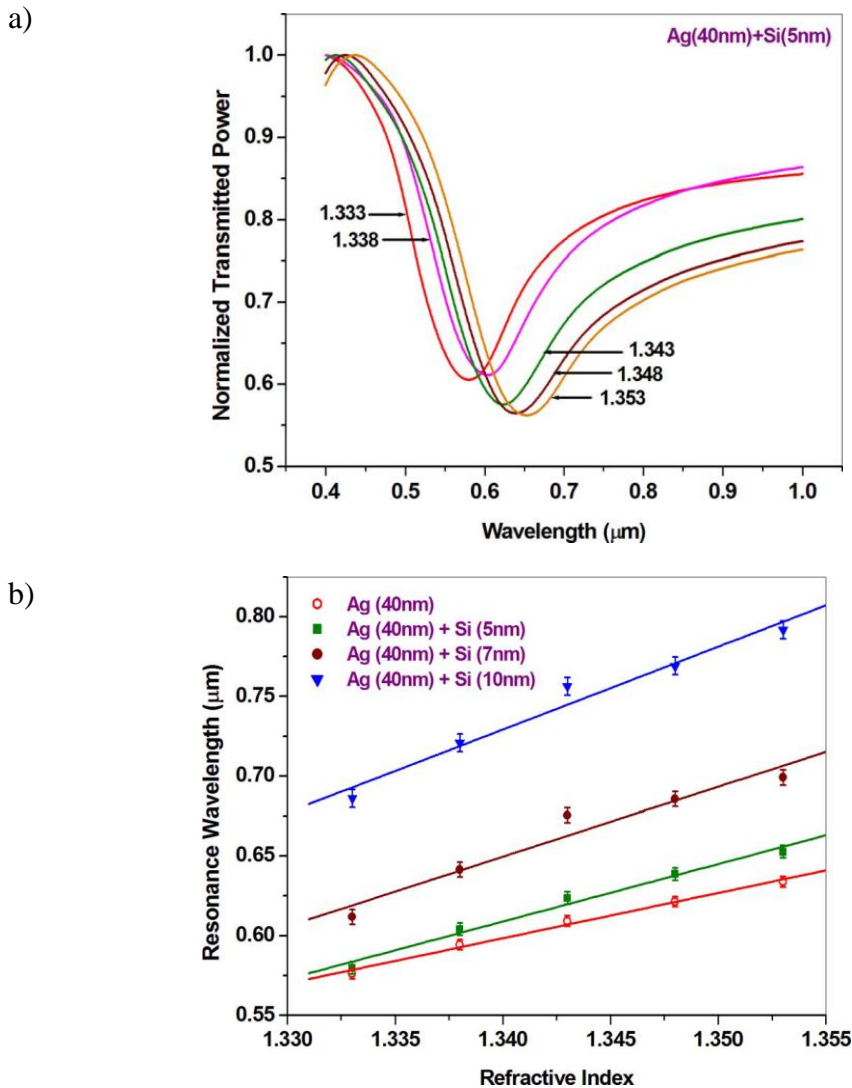 a)
Ag(40nm)+Si(5nm)
1.0
0.9
0.8
0.7
0.6
0.5
Normalized Transmitted Power
1.333
1.338
1.343
1.348
1.353
0.4 0.5 0.6 0.7 0.8 0.9 1.0
Wavelength (μm)
b)
Ag (40nm)
Ag (40nm) + Si (5nm)
Ag (40nm) + Si (7nm)
Ag (40nm) + Si (10nm)
0.80
0.75
0.70
0.65
0.60
0.55
Resonance Wavelength (μm)
1.330 1.335 1.340 1.345 1.350 1.355
Refractive Index